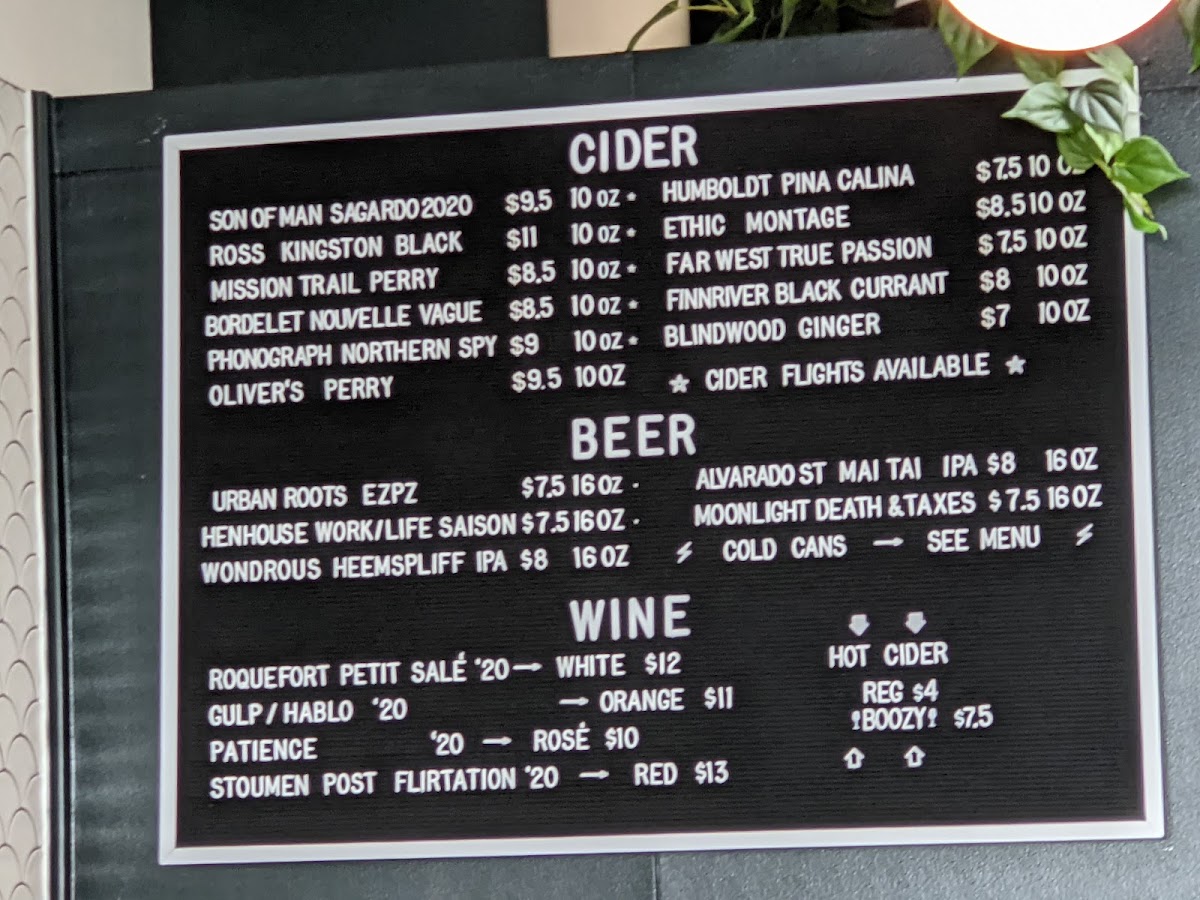 CIDER
SON OF MAN SAGARDO 2020 $9.5 10 OZ
ROSS KINGSTON BLACK $11 10 OZ
MISSION TRAIL PERRY $8.5 10 OZ
BORDELET NOUVELLE VAGUE $8.5 10 OZ
PHONOGRAPH NORTHERN SPY $9 10 OZ
OLIVER'S PERRY $9.5 10 OZ
HUMBOLDT PINA CALINA $7.5 10 OZ
ETHIC MONTAGE $8.5 10 OZ
FAR WEST TRUE PASSION $7.5 10 OZ
FINNRIVER BLACK CURRANT $8 10 OZ
BLINDWOOD GINGER $7 10 OZ
★ CIDER FLIGHTS AVAILABLE ★
BEER
URBAN ROOTS EZPZ $7.5 16 OZ
HENHOUSE WORK/LIFE SAISON $7.5 16 OZ
WONDROUS HEEMSPLIFF IPA $8 16 OZ
ALVARADO ST MAI TAI IPA $8 16 OZ
MOONLIGHT DEATH & TAXES $7.5 16 OZ
COLD CANS → SEE MENU
WINE
ROQUEFORT PETIT SALÉ '20 → WHITE $12
GULP / HABLO '20 → ORANGE $11
PATIENCE '20 → ROSÉ $10
STOUMEN POST FLIRTATION '20 → RED $13
HOT CIDER
REG $4
!BOOZY! $7.5